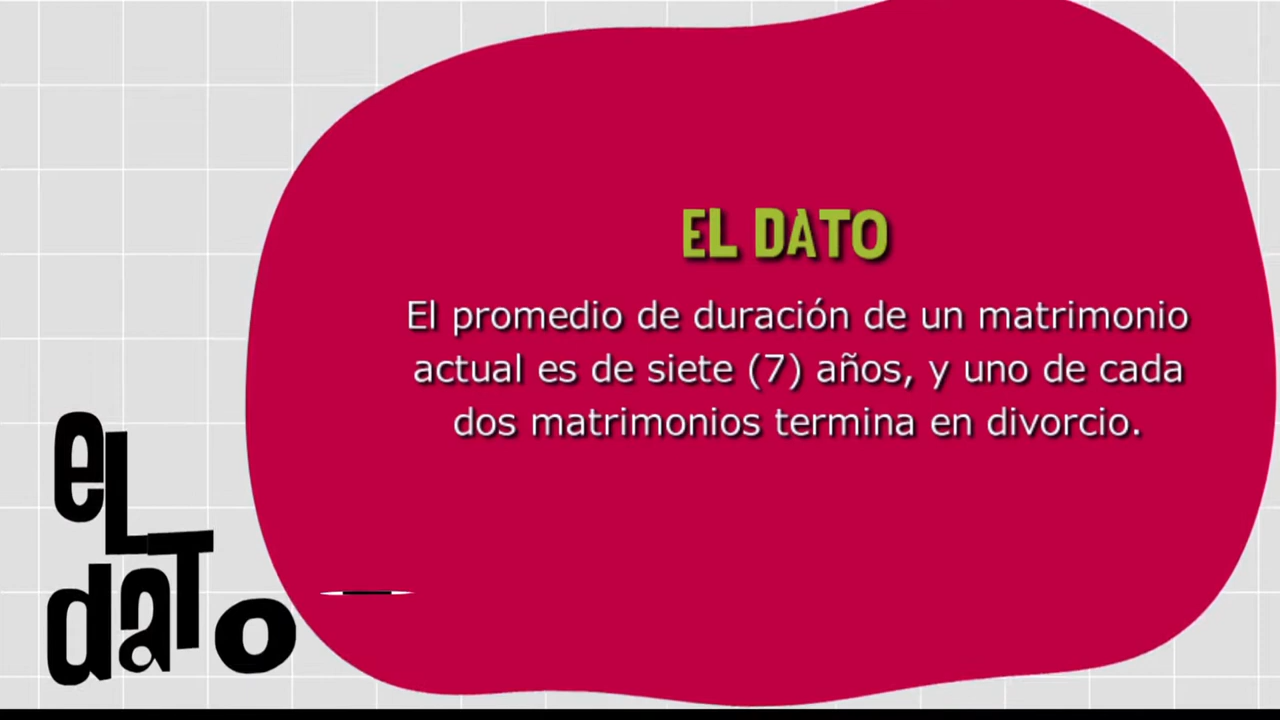 EL DATO
El promedio de duración de un matrimonio
actual es de siete (7) años, y uno de cada
dos matrimonios termina en divorcio.
eL
daTo